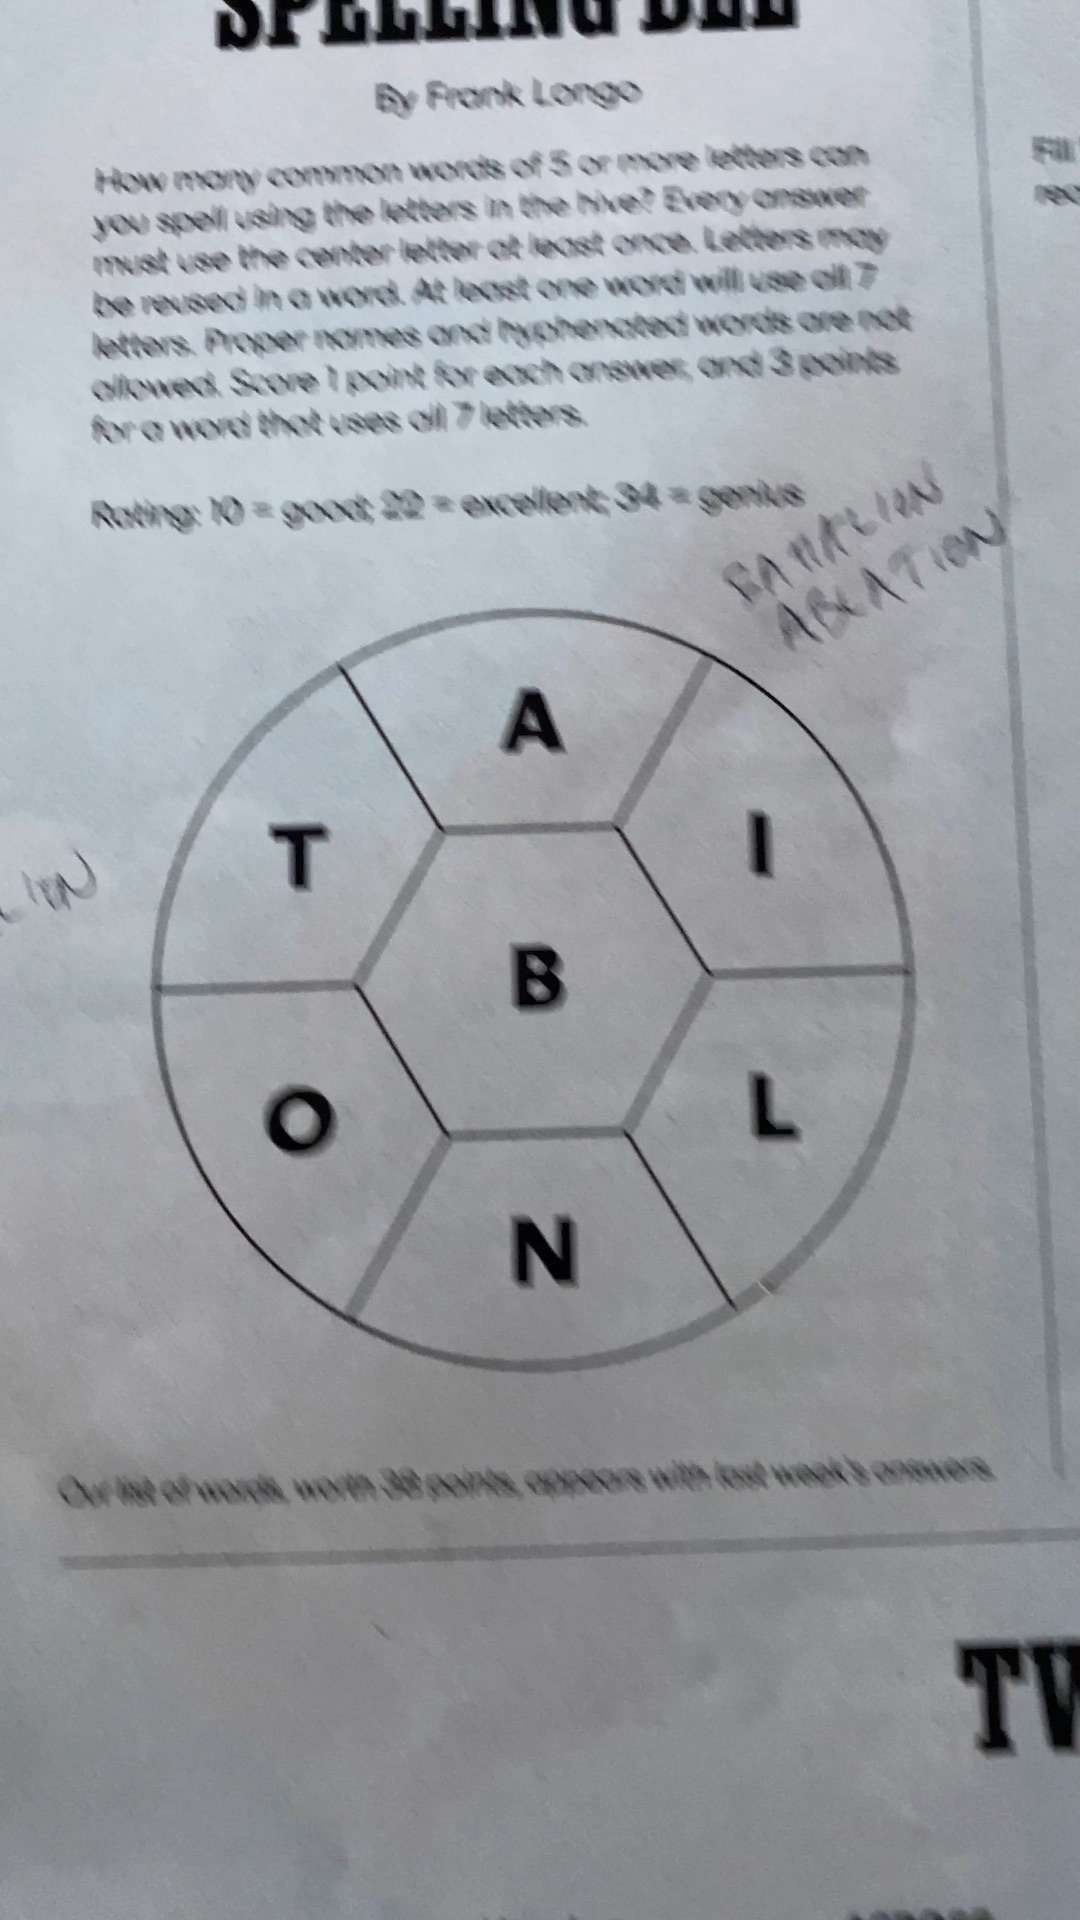 SPELLING BEE
By Frank Longo
How many common words of 5 or more letters can
you spell using the letters in the hive? Every answer
must use the center letter at least once. Letters may
be reused in a word. At least one word will use all 7
letters. Proper names and hyphenated words are not
allowed. Score 1 point for each answer, and 3 points
for a word that uses all 7 letters.
Rating: 10 = good; 22 = excellent; 34 = genius
ABLATION
A
T
I
B
O
L
N
Our list of words, worth 38 points, appears with last week's answers.
Fill
TW